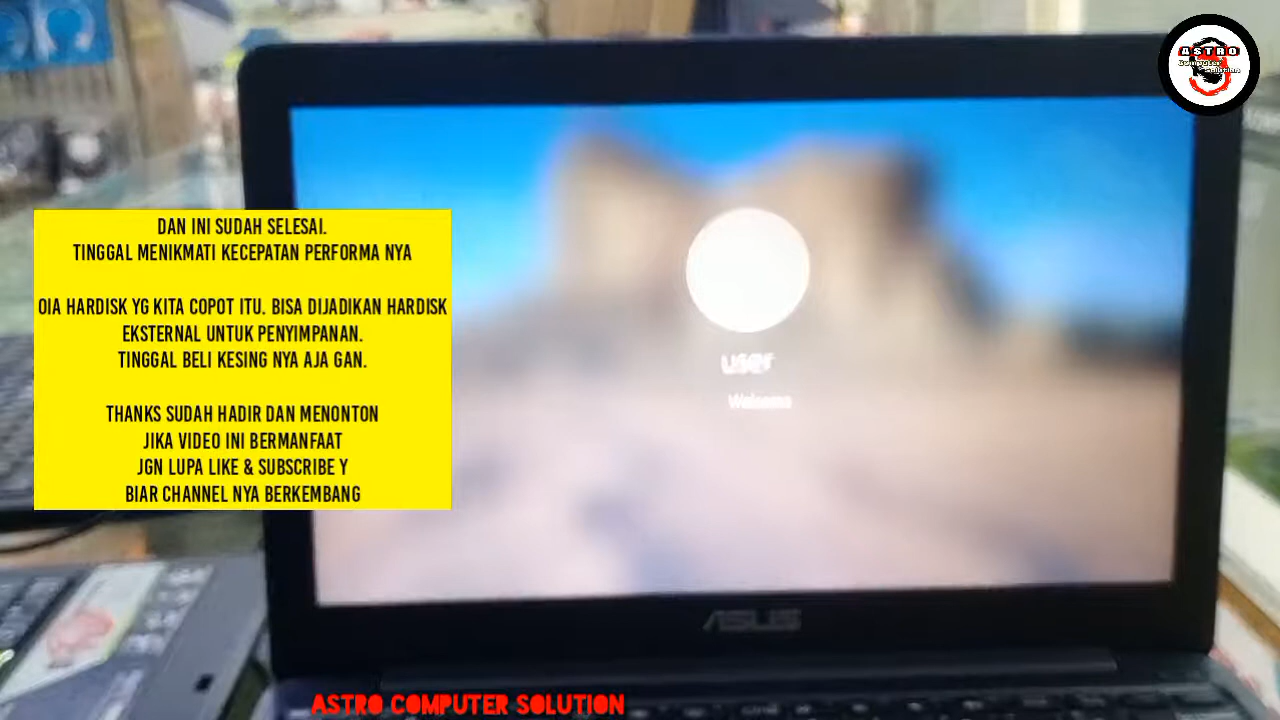 ASTRO
Computer
Solution
DAN INI SUDAH SELESAI.
TINGGAL MENIKMATI KECEPATAN PERFORMA NYA
OIA HARDISK YG KITA COPOT ITU. BISA DIJADIKAN HARDISK
EKSTERNAL UNTUK PENYIMPANAN.
TINGGAL BELI KESING NYA AJA GAN.
THANKS SUDAH HADIR DAN MENONTON
JIKA VIDEO INI BERMANFAAT
JGN LUPA LIKE & SUBSCRIBE Y
BIAR CHANNEL NYA BERKEMBANG
user
Welcome
ASUS
ASTRO COMPUTER SOLUTION